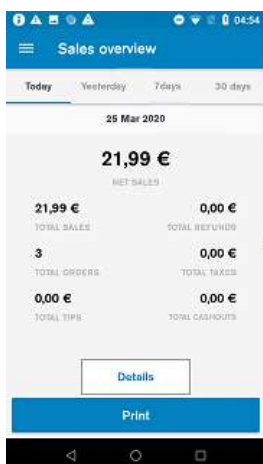 04:54
Sales overview
Today Yesterday 7days 30 days
25 Mar 2020
21,99 €
NET SALES
21,99 € 0,00 €
TOTAL SALES TOTAL REFUNDS
3 0,00 €
TOTAL ORDERS TOTAL TAXES
0,00 € 0,00 €
TOTAL TIPS TOTAL CASHOUTS
Details
Print